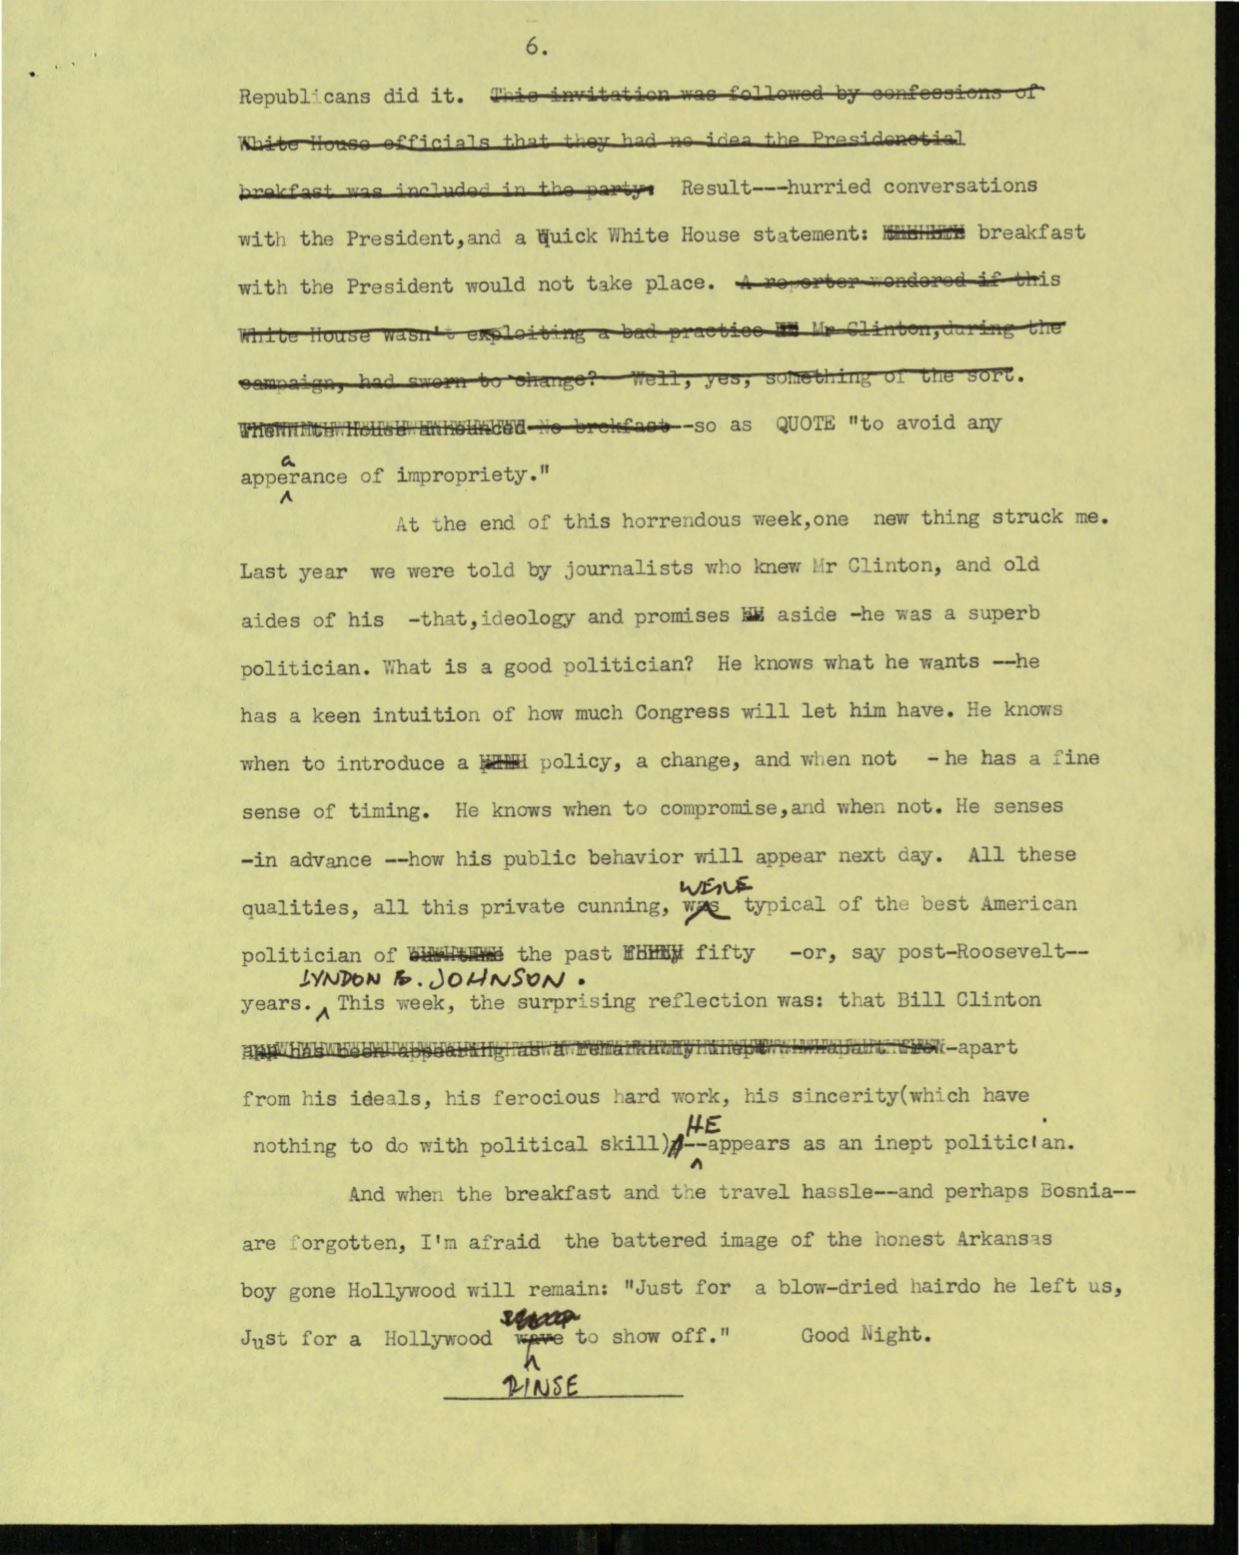 6.
Republicans did it. This invitation was followed by confessions of
White House officials that they had no idea the Presidenetial
brekfast was included in the party. Result---hurried conversations
with the President,and a Quick White House statement: breakfast
with the President would not take place. A reporter wondered if this
White House wasn't exploiting a bad practice Mr Clinton,during the
campaign, had sworn to change? Well, yes, something of the sort.
The White House announced No brekfast -so as QUOTE "to avoid any
a
apperance of impropriety."
At the end of this horrendous week,one new thing struck me.
Last year we were told by journalists who knew Mr Clinton, and old
aides of his -that,ideology and promises aside -he was a superb
politician. What is a good politician? He knows what he wants --he
has a keen intuition of how much Congress will let him have. He knows
when to introduce a policy, a change, and when not - he has a fine
sense of timing. He knows when to compromise,and when not. He senses
-in advance --how his public behavior will appear next day. All these
WERE
qualities, all this private cunning, was typical of the best American
politician of the past fifty -or, say post-Roosevelt--
LYNDON B. JOHNSON.
years. This week, the surprising reflection was: that Bill Clinton
has been appearing as a remarkably inept -apart
from his ideals, his ferocious hard work, his sincerity(which have
HE
nothing to do with political skill)--appears as an inept politician.
And when the breakfast and the travel hassle--and perhaps Bosnia--
are forgotten, I'm afraid the battered image of the honest Arkansas
boy gone Hollywood will remain: "Just for a blow-dried hairdo he left us,
Just for a Hollywood wave to show off." Good Night.
RINSE